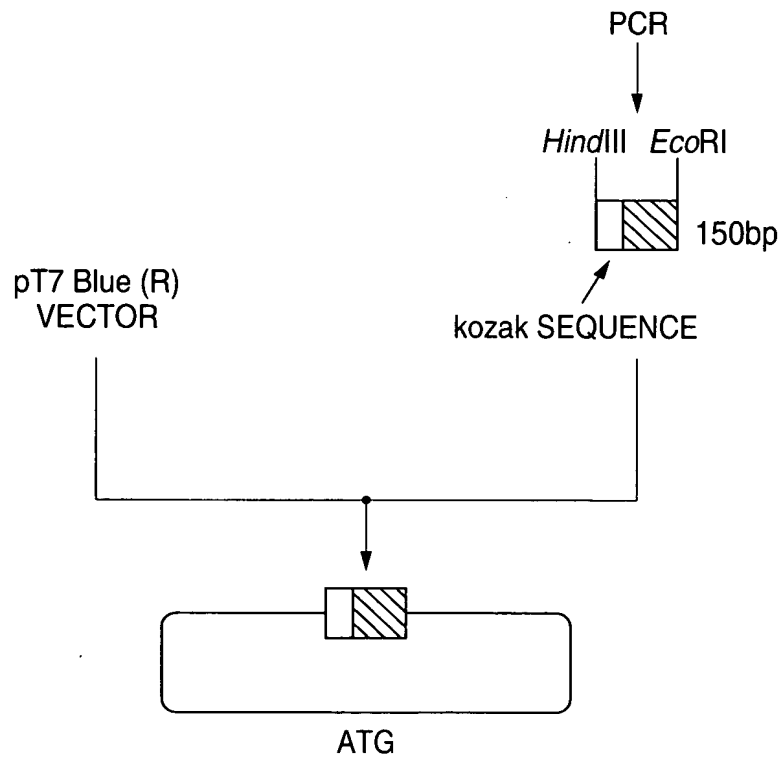 PCR
HindIII EcoRI
150bp
pT7 Blue (R)
VECTOR
kozak SEQUENCE
ATG